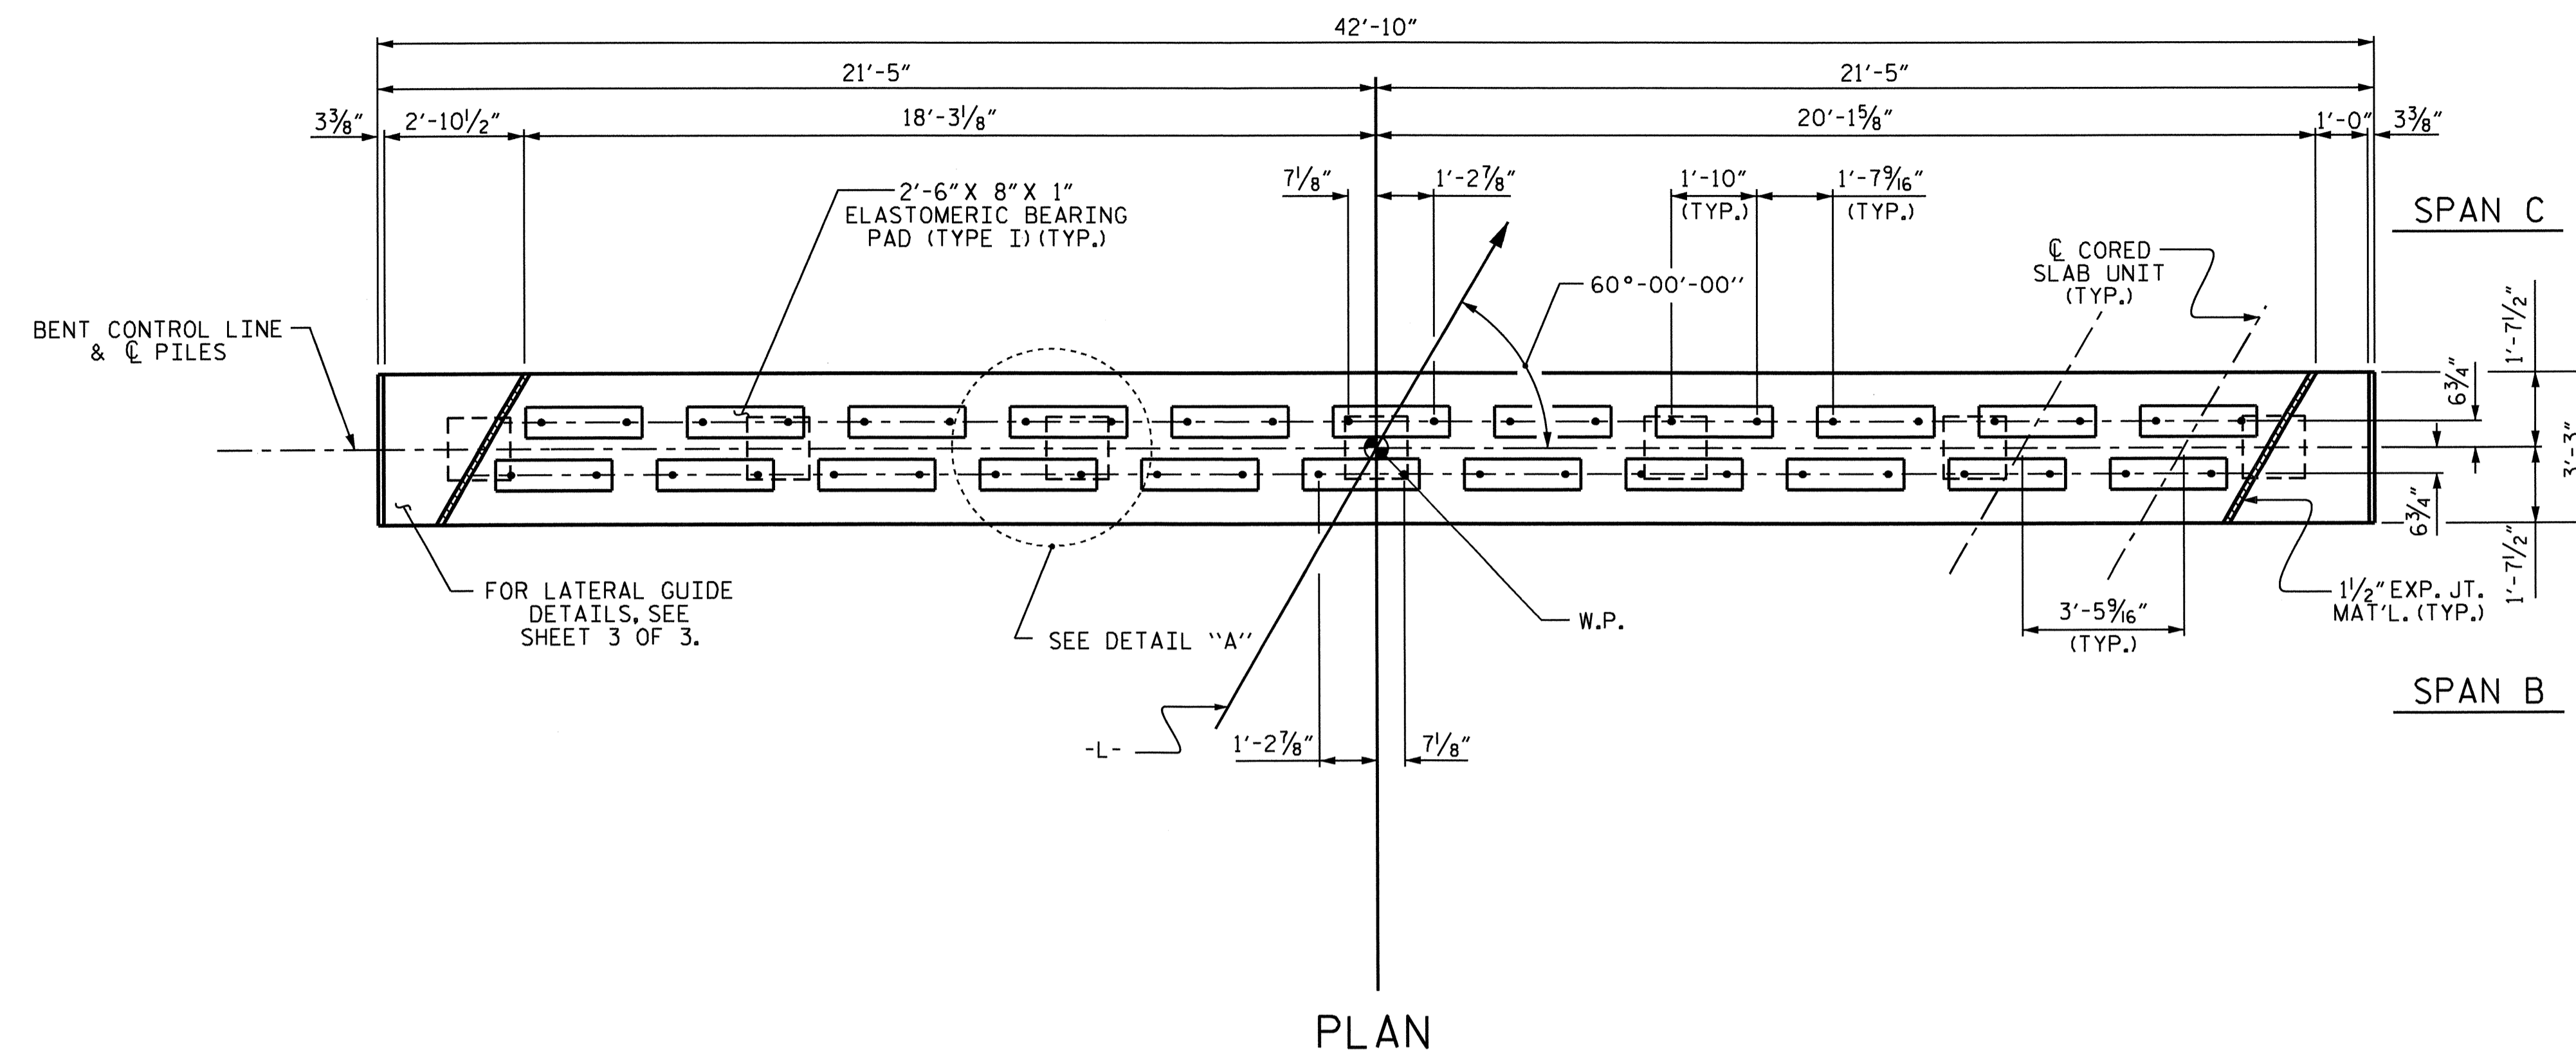 42'-10"
21'-5" 21'-5"
3⅜" 2'-10½" 18'-3⅛" 20'-1⅝" 1'-0" 3⅜"
7⅛" 1'-2⅞" 1'-10" 1'-7⁹⁄₁₆"
(TYP.) (TYP.)
2'-6" X 8" X 1"
ELASTOMERIC BEARING
PAD (TYPE I) (TYP.)
SPAN C
℄ CORED
SLAB UNIT
(TYP.)
60°-00'-00"
BENT CONTROL LINE
& ℄ PILES
1'-7½"
6¾"
3'-3"
6¾"
1'-7½"
FOR LATERAL GUIDE
DETAILS, SEE
SHEET 3 OF 3.
SEE DETAIL "A"
W.P.
3'-5⁹⁄₁₆"
(TYP.)
1½" EXP. JT.
MAT'L. (TYP.)
SPAN B
-L-
1'-2⅞" 7⅛"
PLAN